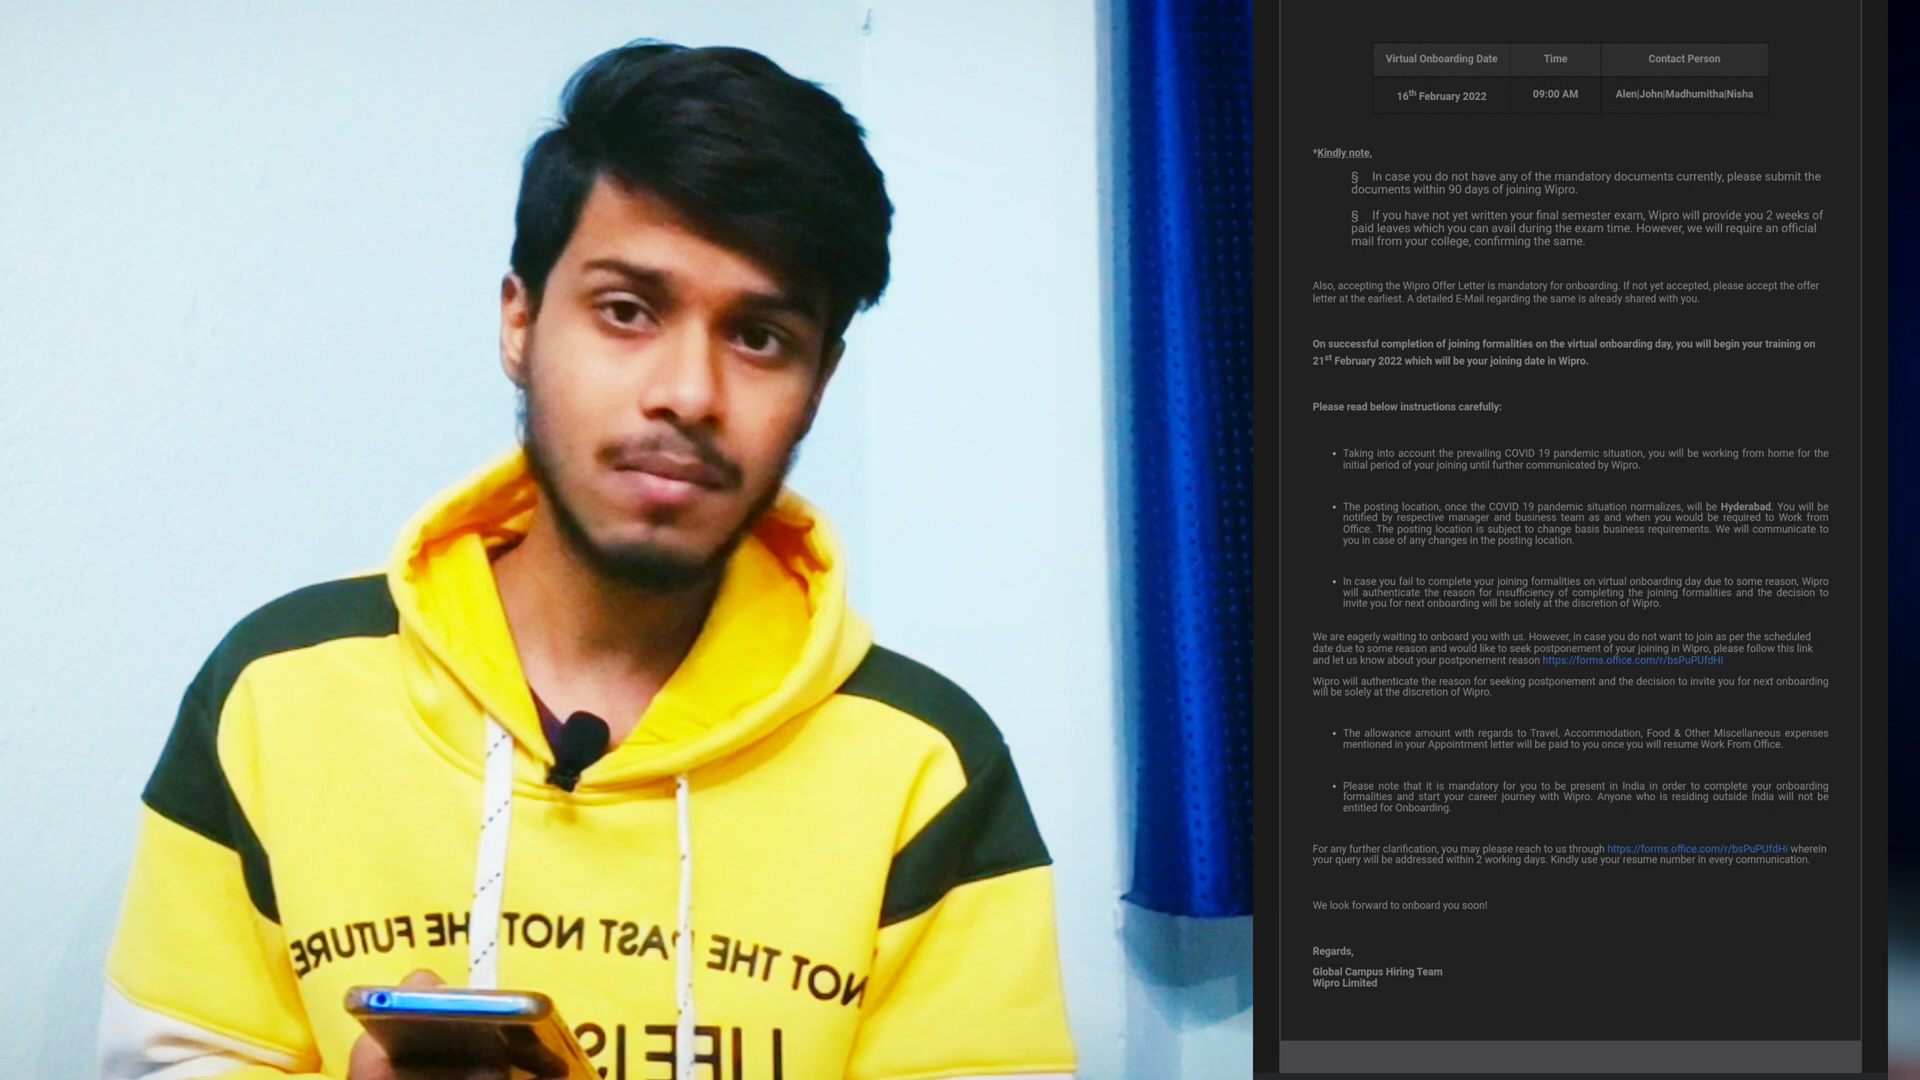 NOT THE PAST NOT THE FUTURE
LIFE IS
Virtual Onboarding Date Time Contact Person
16th February 2022 09:00 AM Alen|John|Madhumitha|Nisha
*Kindly note,
§ In case you do not have any of the mandatory documents currently, please submit the
documents within 90 days of joining Wipro.
§ If you have not yet written your final semester exam, Wipro will provide you 2 weeks of
paid leaves which you can avail during the exam time. However, we will require an official
mail from your college, confirming the same.
Also, accepting the Wipro Offer Letter is mandatory for onboarding. If not yet accepted, please accept the offer
letter at the earliest. A detailed E-Mail regarding the same is already shared with you.
On successful completion of joining formalities on the virtual onboarding day, you will begin your training on
21st February 2022 which will be your joining date in Wipro.
Please read below instructions carefully:
• Taking into account the prevailing COVID 19 pandemic situation, you will be working from home for the
initial period of your joining until further communicated by Wipro.
• The posting location, once the COVID 19 pandemic situation normalizes, will be Hyderabad. You will be
notified by respective manager and business team as and when you would be required to Work from
Office. The posting location is subject to change basis business requirements. We will communicate to
you in case of any changes in the posting location.
• In case you fail to complete your joining formalities on virtual onboarding day due to some reason, Wipro
will authenticate the reason for insufficiency of completing the joining formalities and the decision to
invite you for next onboarding will be solely at the discretion of Wipro.
We are eagerly waiting to onboard you with us. However, in case you do not want to join as per the scheduled
date due to some reason and would like to seek postponement of your joining in Wipro, please follow this link
and let us know about your postponement reason https://forms.office.com/r/bsPuPUfdHi
Wipro will authenticate the reason for seeking postponement and the decision to invite you for next onboarding
will be solely at the discretion of Wipro.
• The allowance amount with regards to Travel, Accommodation, Food & Other Miscellaneous expenses
mentioned in your Appointment letter will be paid to you once you will resume Work From Office.
• Please note that it is mandatory for you to be present in India in order to complete your onboarding
formalities and start your career journey with Wipro. Anyone who is residing outside India will not be
entitled for Onboarding.
For any further clarification, you may please reach to us through https://forms.office.com/r/bsPuPUfdHi wherein
your query will be addressed within 2 working days. Kindly use your resume number in every communication.
We look forward to onboard you soon!
Regards,
Global Campus Hiring Team
Wipro Limited